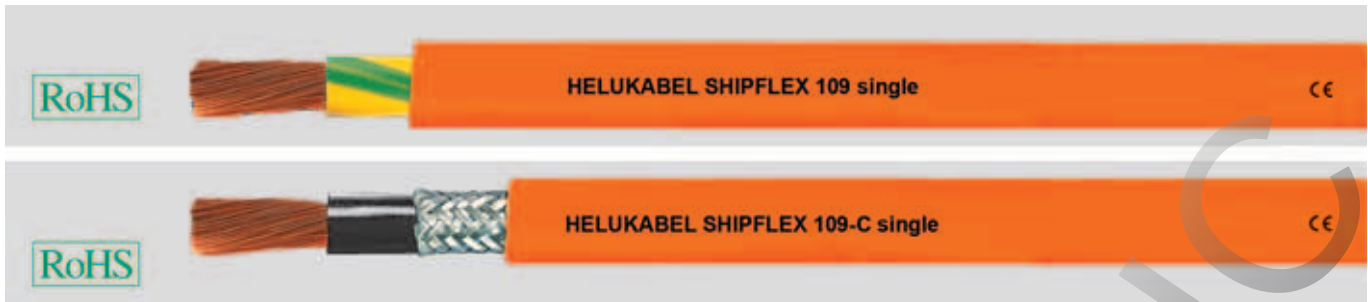 RoHS
HELUKABEL SHIPFLEX 109 single
CE
RoHS
HELUKABEL SHIPFLEX 109-C single
CE